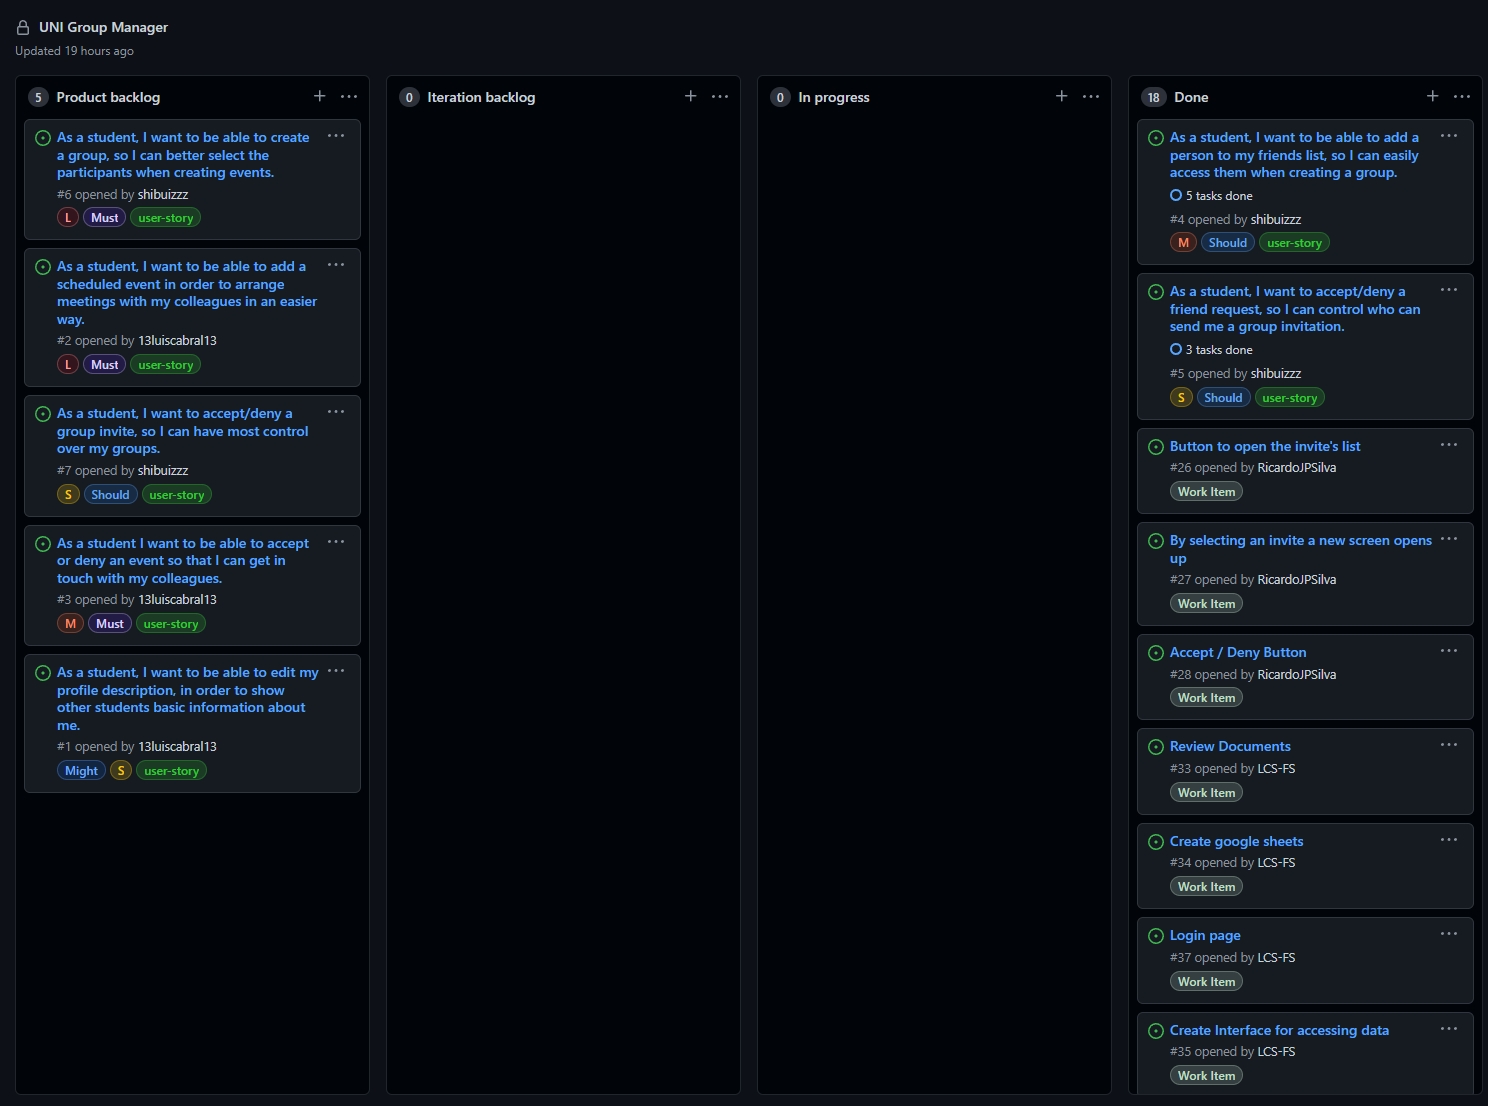 UNI Group Manager
Updated 19 hours ago
5 Product backlog
As a student, I want to be able to create
a group, so I can better select the
participants when creating events.
#6 opened by shibuizzz
L Must user-story
As a student, I want to be able to add a
scheduled event in order to arrange
meetings with my colleagues in an easier
way.
#2 opened by 13luiscabral13
L Must user-story
As a student, I want to accept/deny a
group invite, so I can have most control
over my groups.
#7 opened by shibuizzz
S Should user-story
As a student I want to be able to accept
or deny an event so that I can get in
touch with my colleagues.
#3 opened by 13luiscabral13
M Must user-story
As a student, I want to be able to edit my
profile description, in order to show
other students basic information about
me.
#1 opened by 13luiscabral13
Might S user-story
0 Iteration backlog
0 In progress
18 Done
As a student, I want to be able to add a
person to my friends list, so I can easily
access them when creating a group.
5 tasks done
#4 opened by shibuizzz
M Should user-story
As a student, I want to accept/deny a
friend request, so I can control who can
send me a group invitation.
3 tasks done
#5 opened by shibuizzz
S Should user-story
Button to open the invite's list
#26 opened by RicardoJPSilva
Work Item
By selecting an invite a new screen opens
up
#27 opened by RicardoJPSilva
Work Item
Accept / Deny Button
#28 opened by RicardoJPSilva
Work Item
Review Documents
#33 opened by LCS-FS
Work Item
Create google sheets
#34 opened by LCS-FS
Work Item
Login page
#37 opened by LCS-FS
Work Item
Create Interface for accessing data
#35 opened by LCS-FS
Work Item